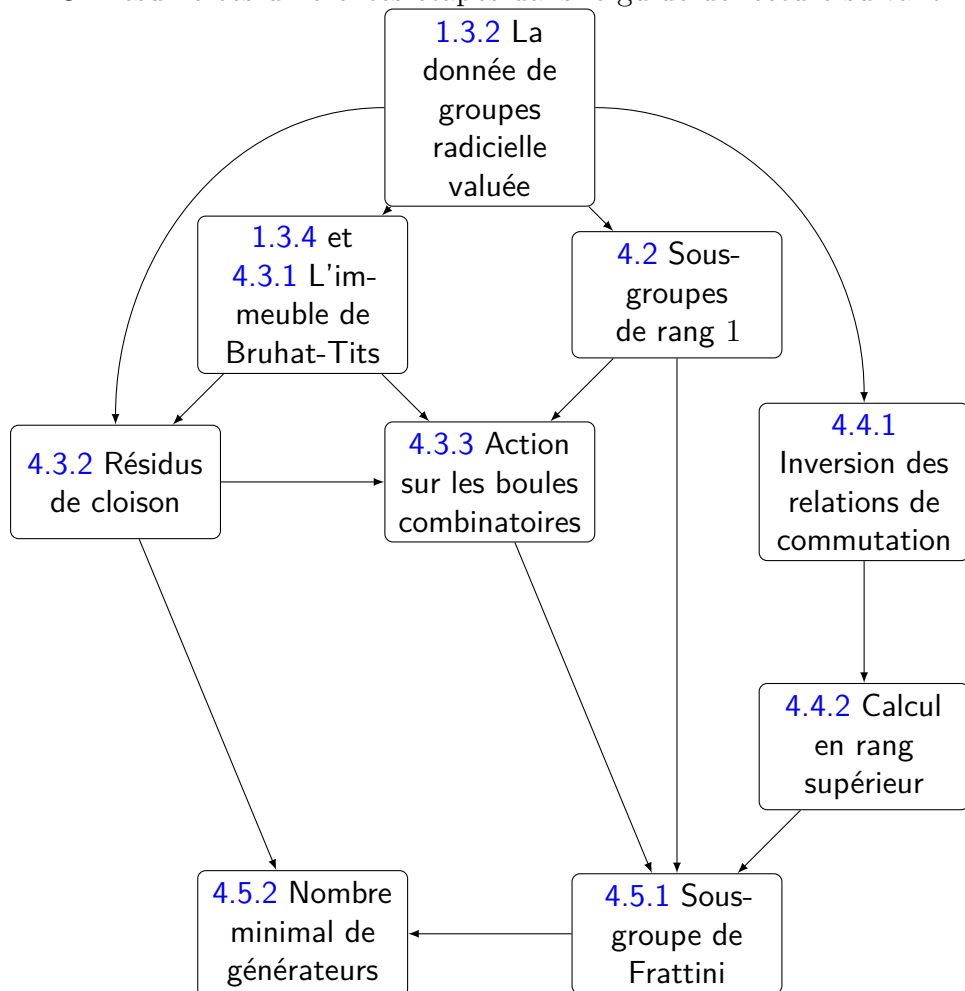 1.3.2 La
donnée de
groupes
radicielle
valuée
1.3.4 et
4.3.1 L'im-
meuble de
Bruhat-Tits
4.2 Sous-
groupes
de rang 1
4.3.2 Résidus
de cloison
4.3.3 Action
sur les boules
combinatoires
4.4.1
Inversion des
relations de
commutation
4.4.2 Calcul
en rang
supérieur
4.5.2 Nombre
minimal de
générateurs
4.5.1 Sous-
groupe de
Frattini